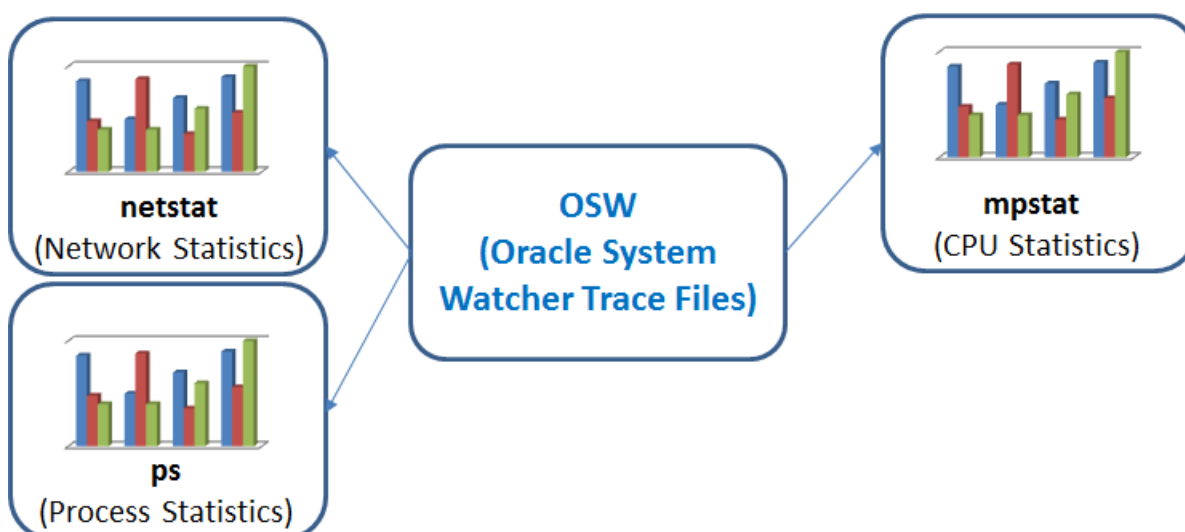 netstat
(Network Statistics)
OSW
(Oracle System
Watcher Trace Files)
mpstat
(CPU Statistics)
ps
(Process Statistics)